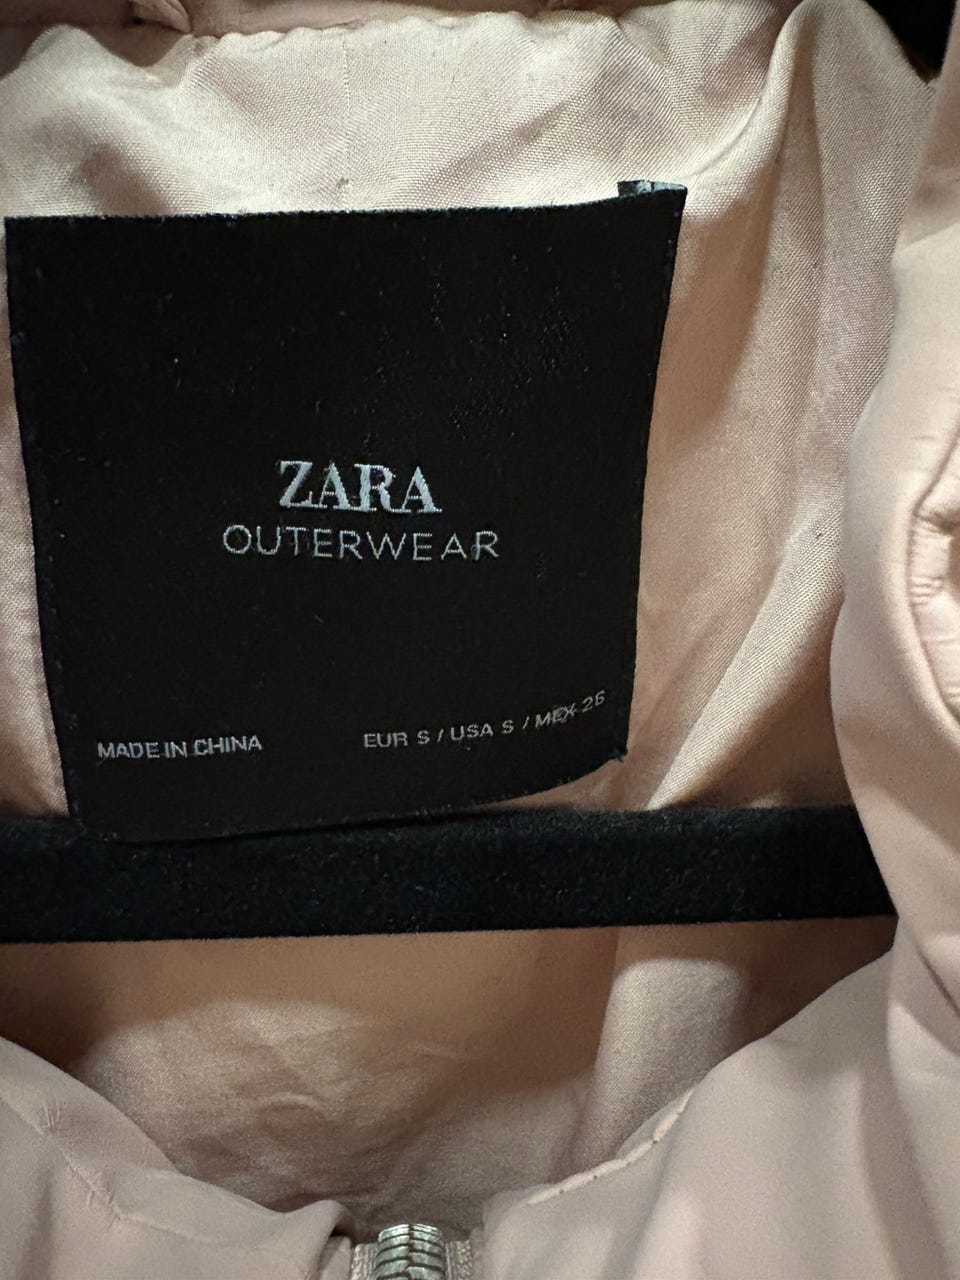 ZARA
OUTERWEAR
MADE IN CHINA
EUR S / USA S / MEX 26